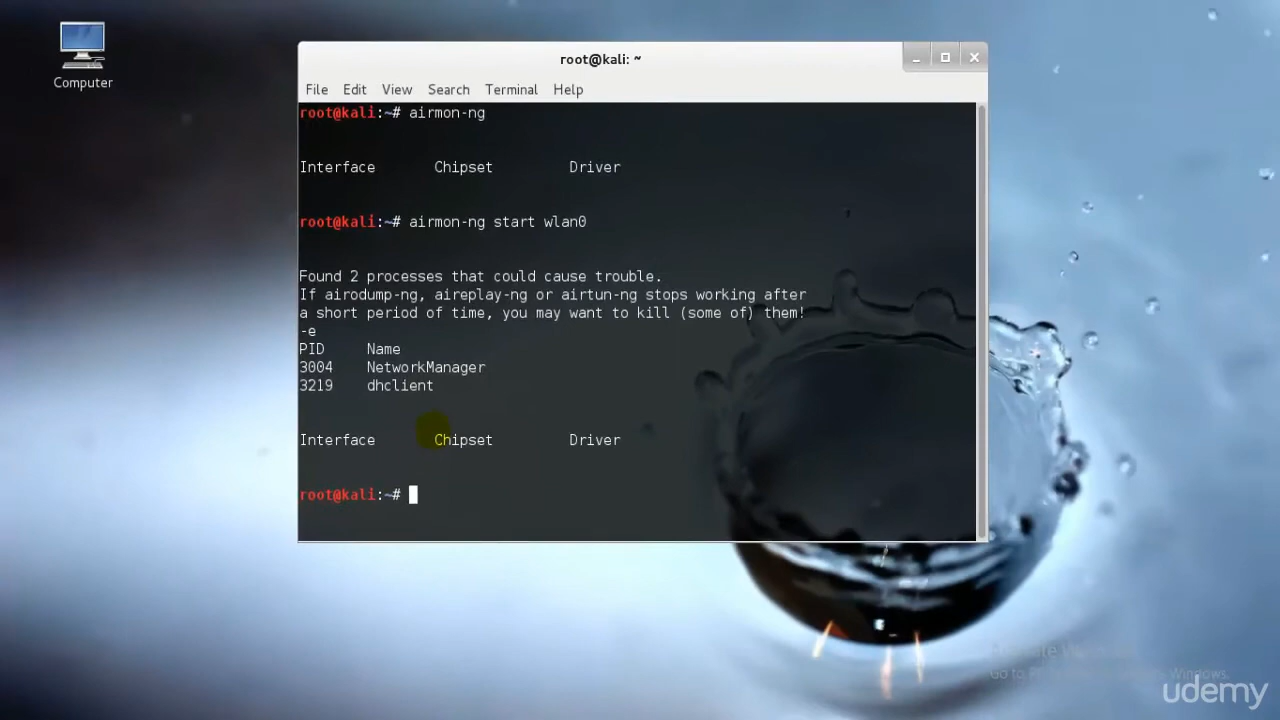 Computer
root@kali: ~
File Edit View Search Terminal Help
root@kali:~# airmon-ng
Interface Chipset Driver
root@kali:~# airmon-ng start wlan0
Found 2 processes that could cause trouble.
If airodump-ng, aireplay-ng or airtun-ng stops working after
a short period of time, you may want to kill (some of) them!
-e
PID Name
3004 NetworkManager
3219 dhclient
Interface Chipset Driver
root@kali:~#
Go to Windows.
udemy